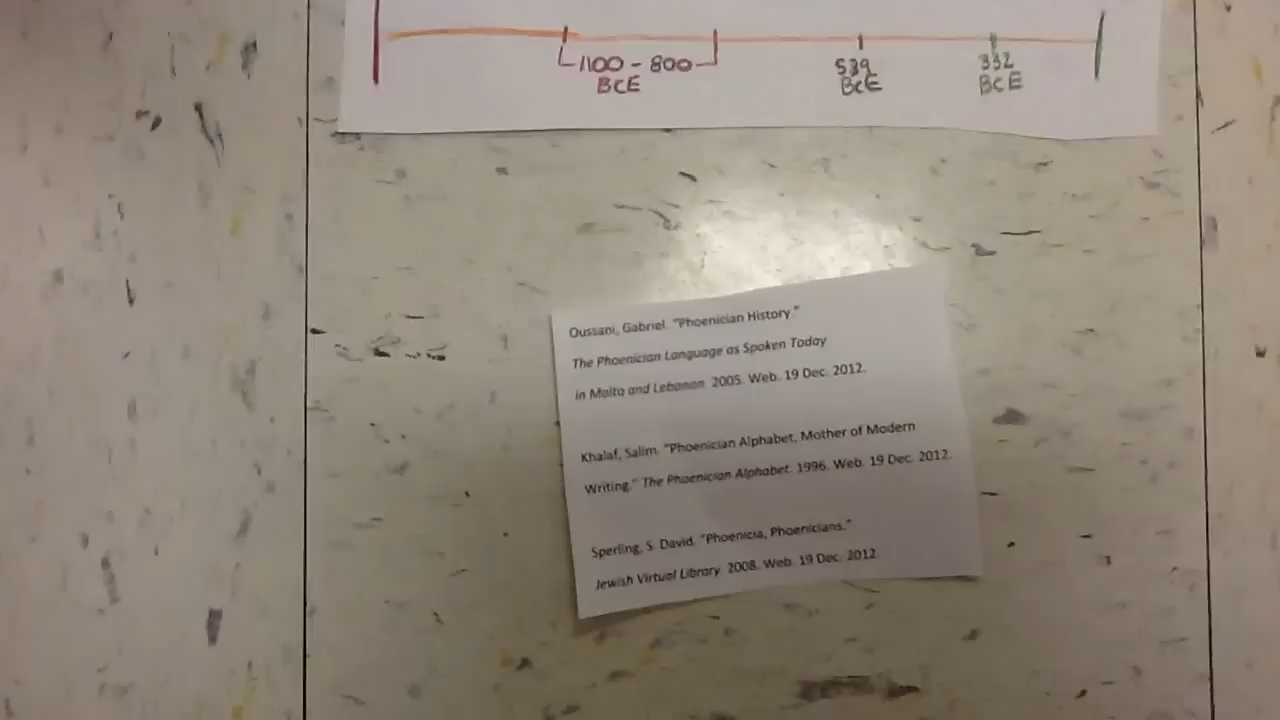 1100 - 800
BCE
539
BCE
332
BCE
Oussani, Gabriel. "Phoenician History."
The Phoenician Language as Spoken Today
in Malta and Lebanon. 2005. Web. 19 Dec. 2012.
Khalaf, Salim. "Phoenician Alphabet, Mother of Modern
Writing." The Phoenician Alphabet. 1996. Web. 19 Dec. 2012.
Sperling, S. David. "Phoenicia, Phoenicians."
Jewish Virtual Library. 2008. Web. 19 Dec. 2012.